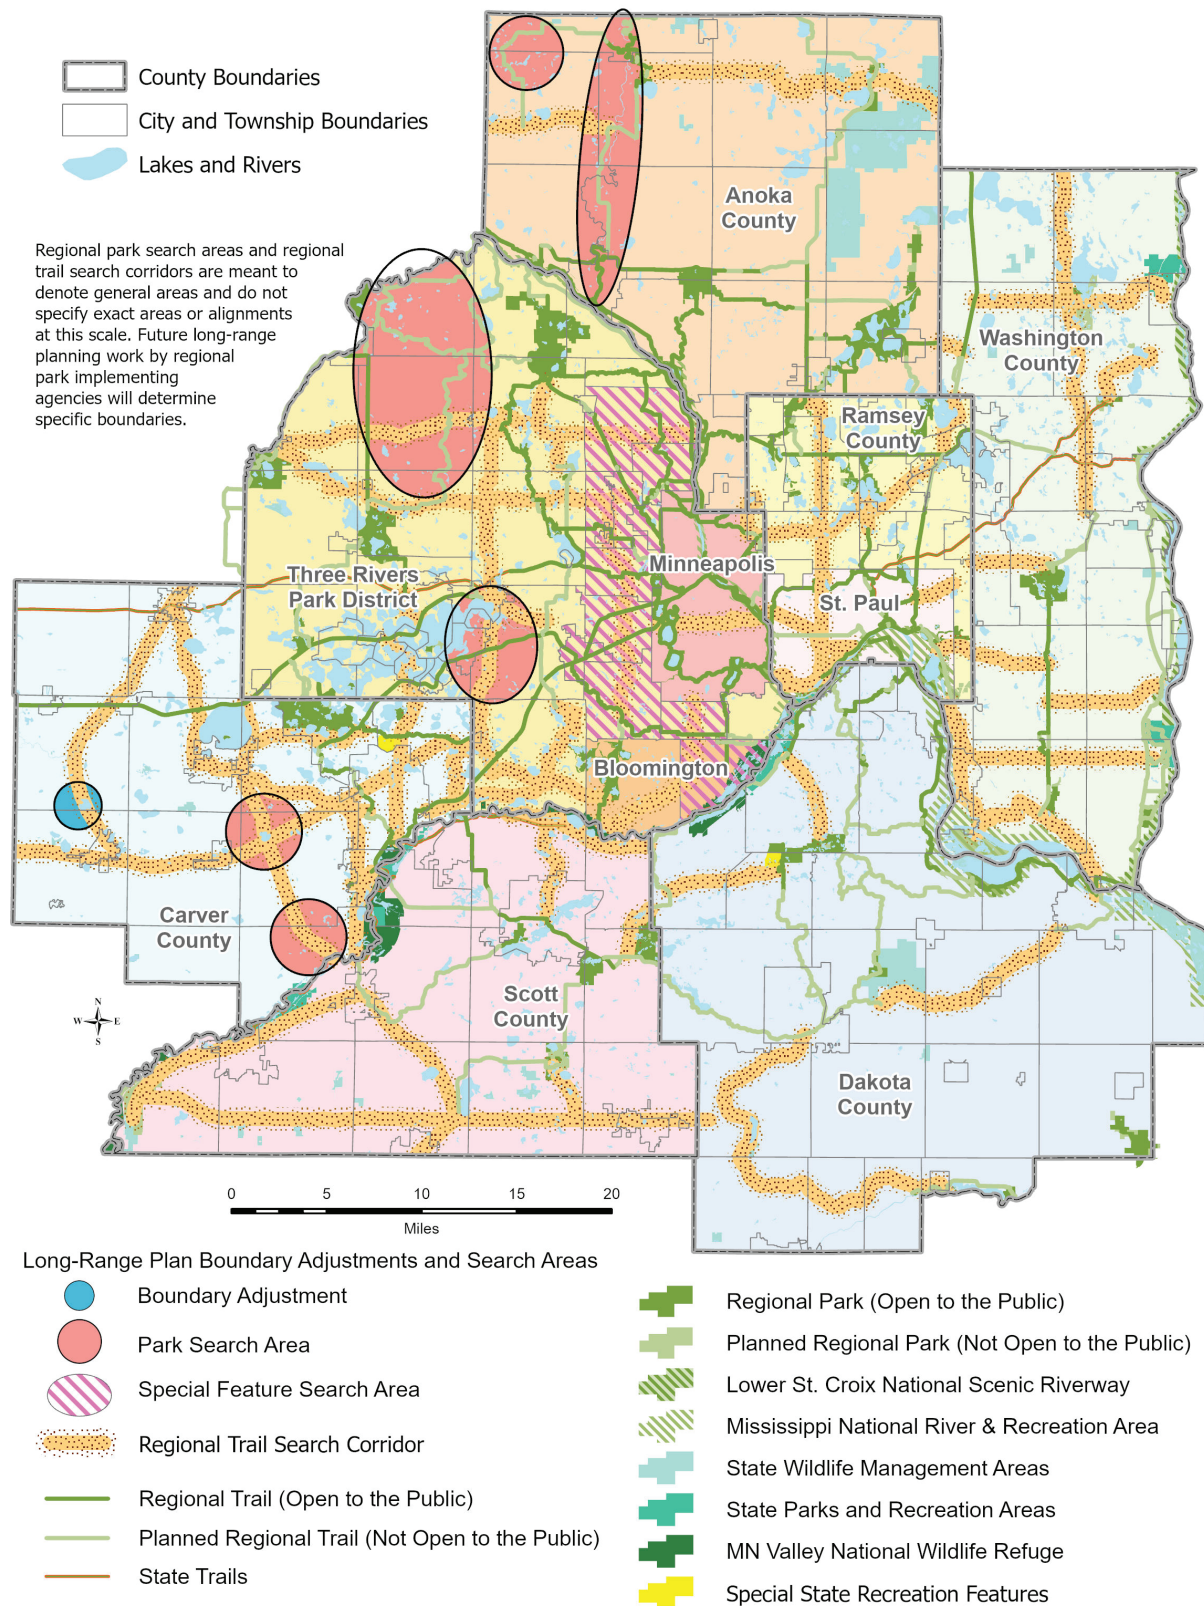 County Boundaries
City and Township Boundaries
Lakes and Rivers
Regional park search areas and regional
trail search corridors are meant to
denote general areas and do not
specify exact areas or alignments
at this scale. Future long-range
planning work by regional
park implementing
agencies will determine
specific boundaries.
Anoka
County
Washington
County
Ramsey
County
Minneapolis
Three Rivers
Park District
St. Paul
Bloomington
Carver
County
Scott
County
Dakota
County
N
W E
S
0 5 10 15 20
Miles
Long-Range Plan Boundary Adjustments and Search Areas
Boundary Adjustment
Park Search Area
Special Feature Search Area
Regional Trail Search Corridor
Regional Trail (Open to the Public)
Planned Regional Trail (Not Open to the Public)
State Trails
Regional Park (Open to the Public)
Planned Regional Park (Not Open to the Public)
Lower St. Croix National Scenic Riverway
Mississippi National River & Recreation Area
State Wildlife Management Areas
State Parks and Recreation Areas
MN Valley National Wildlife Refuge
Special State Recreation Features